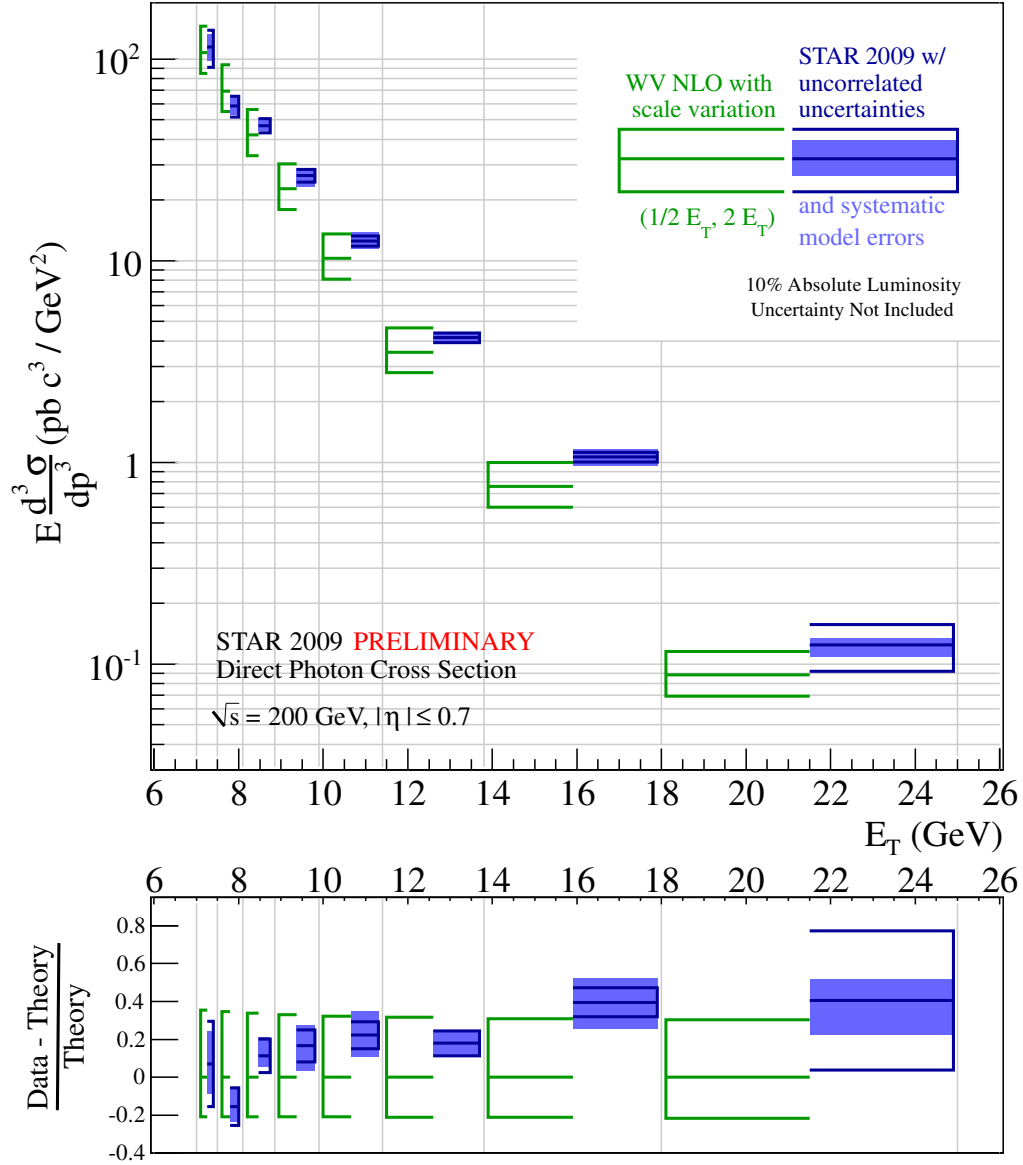 10²
10
1
10⁻¹
E d³σ/dp³ (pb c³ / GeV²)
WV NLO with
scale variation
(1/2 E_T, 2 E_T)
STAR 2009 w/
uncorrelated
uncertainties
and systematic
model errors
10% Absolute Luminosity
Uncertainty Not Included
STAR 2009 PRELIMINARY
Direct Photon Cross Section
√s = 200 GeV, |η| ≤ 0.7
6 8 10 12 14 16 18 20 22 24 26
E_T (GeV)
6 8 10 12 14 16 18 20 22 24 26
Data - Theory
Theory
0.8
0.6
0.4
0.2
0
-0.2
-0.4